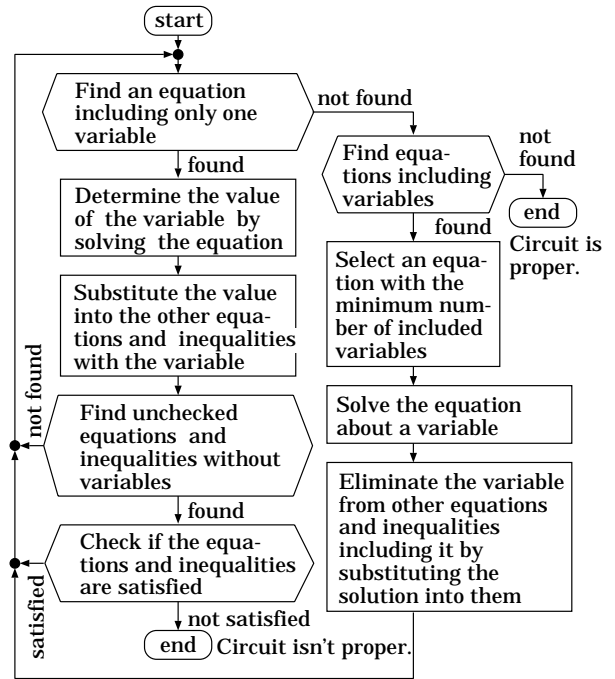 start
Find an equation
including only one
variable
not found
found
Determine the value
of the variable by
solving the equation
Substitute the value
into the other equa-
tions and inequalities
with the variable
Find unchecked
equations and
inequalities without
variables
not found
found
Check if the equa-
tions and inequalities
are satisfied
satisfied
not satisfied
end
Circuit isn't proper.
Find equa-
tions including
variables
not
found
end
Circuit is
proper.
found
Select an equa-
tion with the
minimum num-
ber of included
variables
Solve the equation
about a variable
Eliminate the variable
from other equations
and inequalities
including it by
substituting the
solution into them